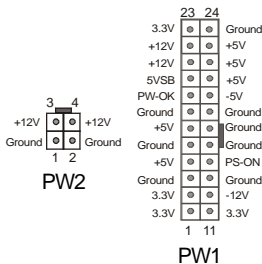 23 24
3.3V Ground
+12V +5V
+12V +5V
5VSB +5V
PW-OK -5V
Ground Ground
+5V Ground
Ground Ground
+5V PS-ON
Ground Ground
3.3V -12V
3.3V 3.3V
1 11
PW1
3 4
+12V +12V
Ground Ground
1 2
PW2